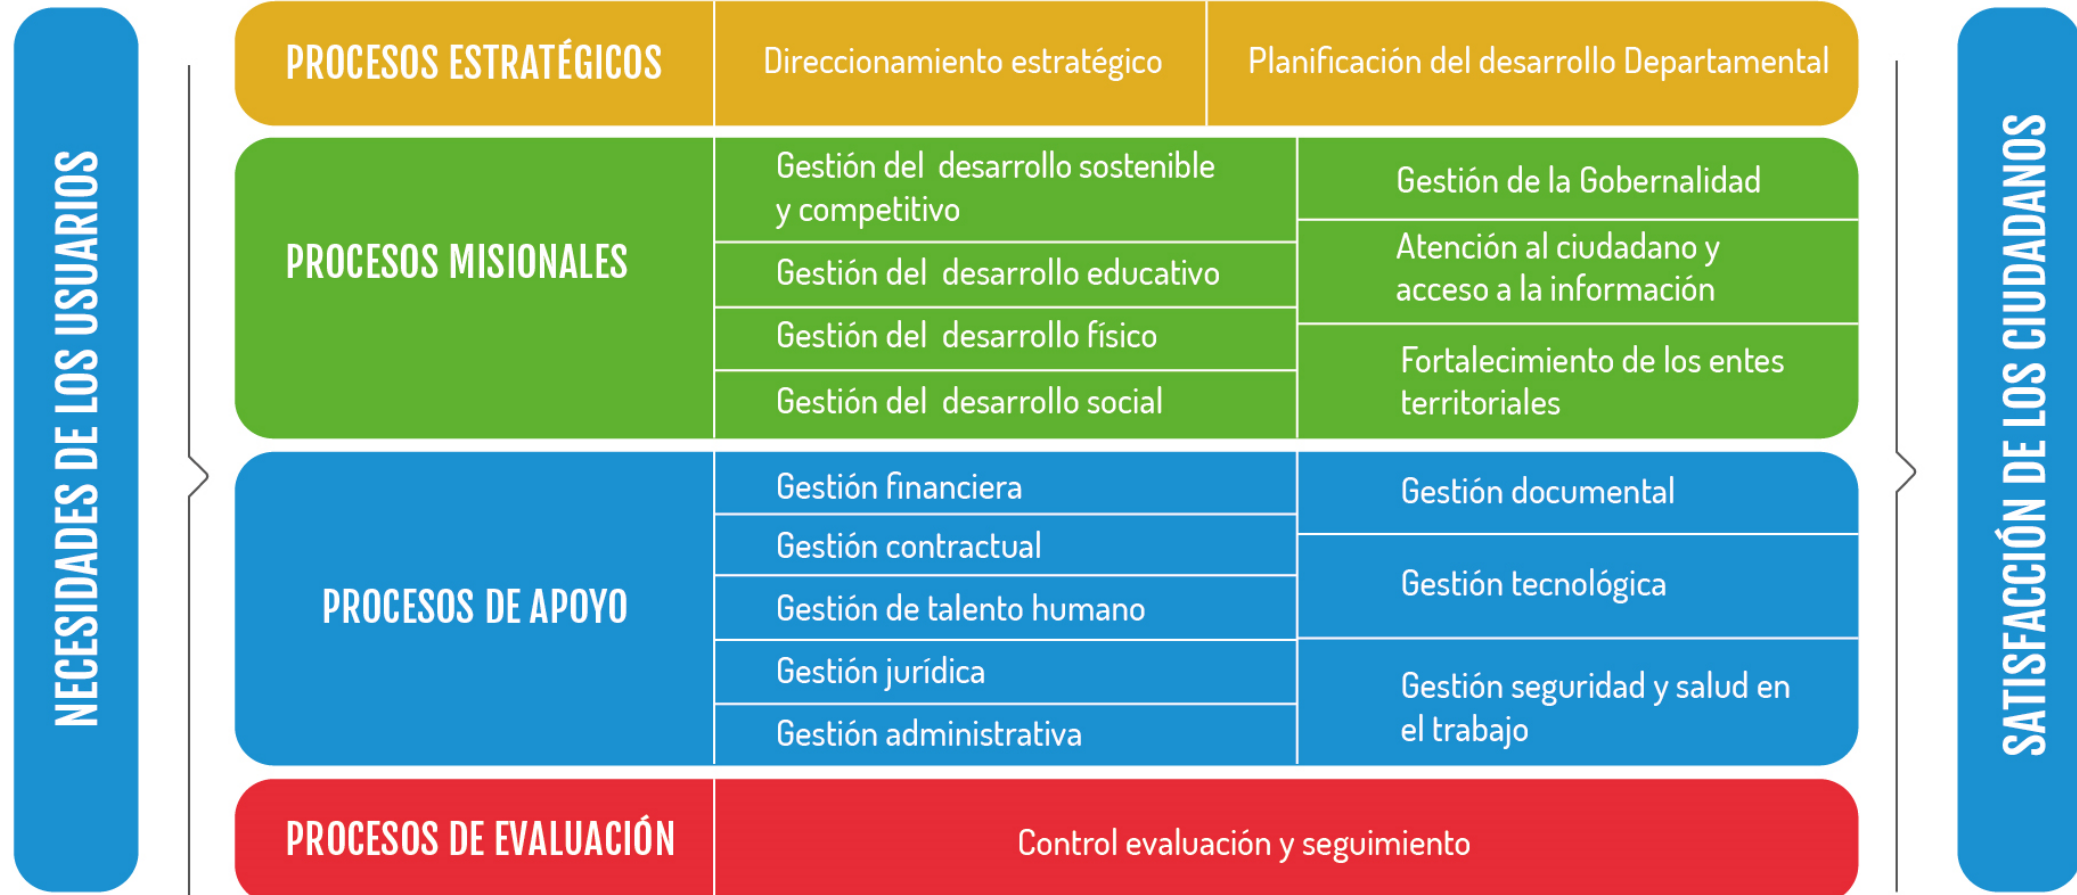 NECESIDADES DE LOS USUARIOS
PROCESOS ESTRATÉGICOS
Direccionamiento estratégico
Planificación del desarrollo Departamental
PROCESOS MISIONALES
Gestión del desarrollo sostenible
y competitivo
Gestión del desarrollo educativo
Gestión del desarrollo físico
Gestión del desarrollo social
Gestión de la Gobernalidad
Atención al ciudadano y
acceso a la información
Fortalecimiento de los entes
territoriales
PROCESOS DE APOYO
Gestión financiera
Gestión contractual
Gestión de talento humano
Gestión jurídica
Gestión administrativa
Gestión documental
Gestión tecnológica
Gestión seguridad y salud en
el trabajo
PROCESOS DE EVALUACIÓN
Control evaluación y seguimiento
SATISFACCIÓN DE LOS CIUDADANOS